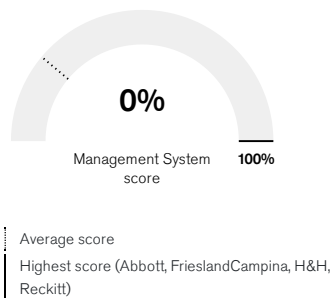 0%
Management System
score
100%
Average score
Highest score (Abbott, FrieslandCampina, H&H,
Reckitt)